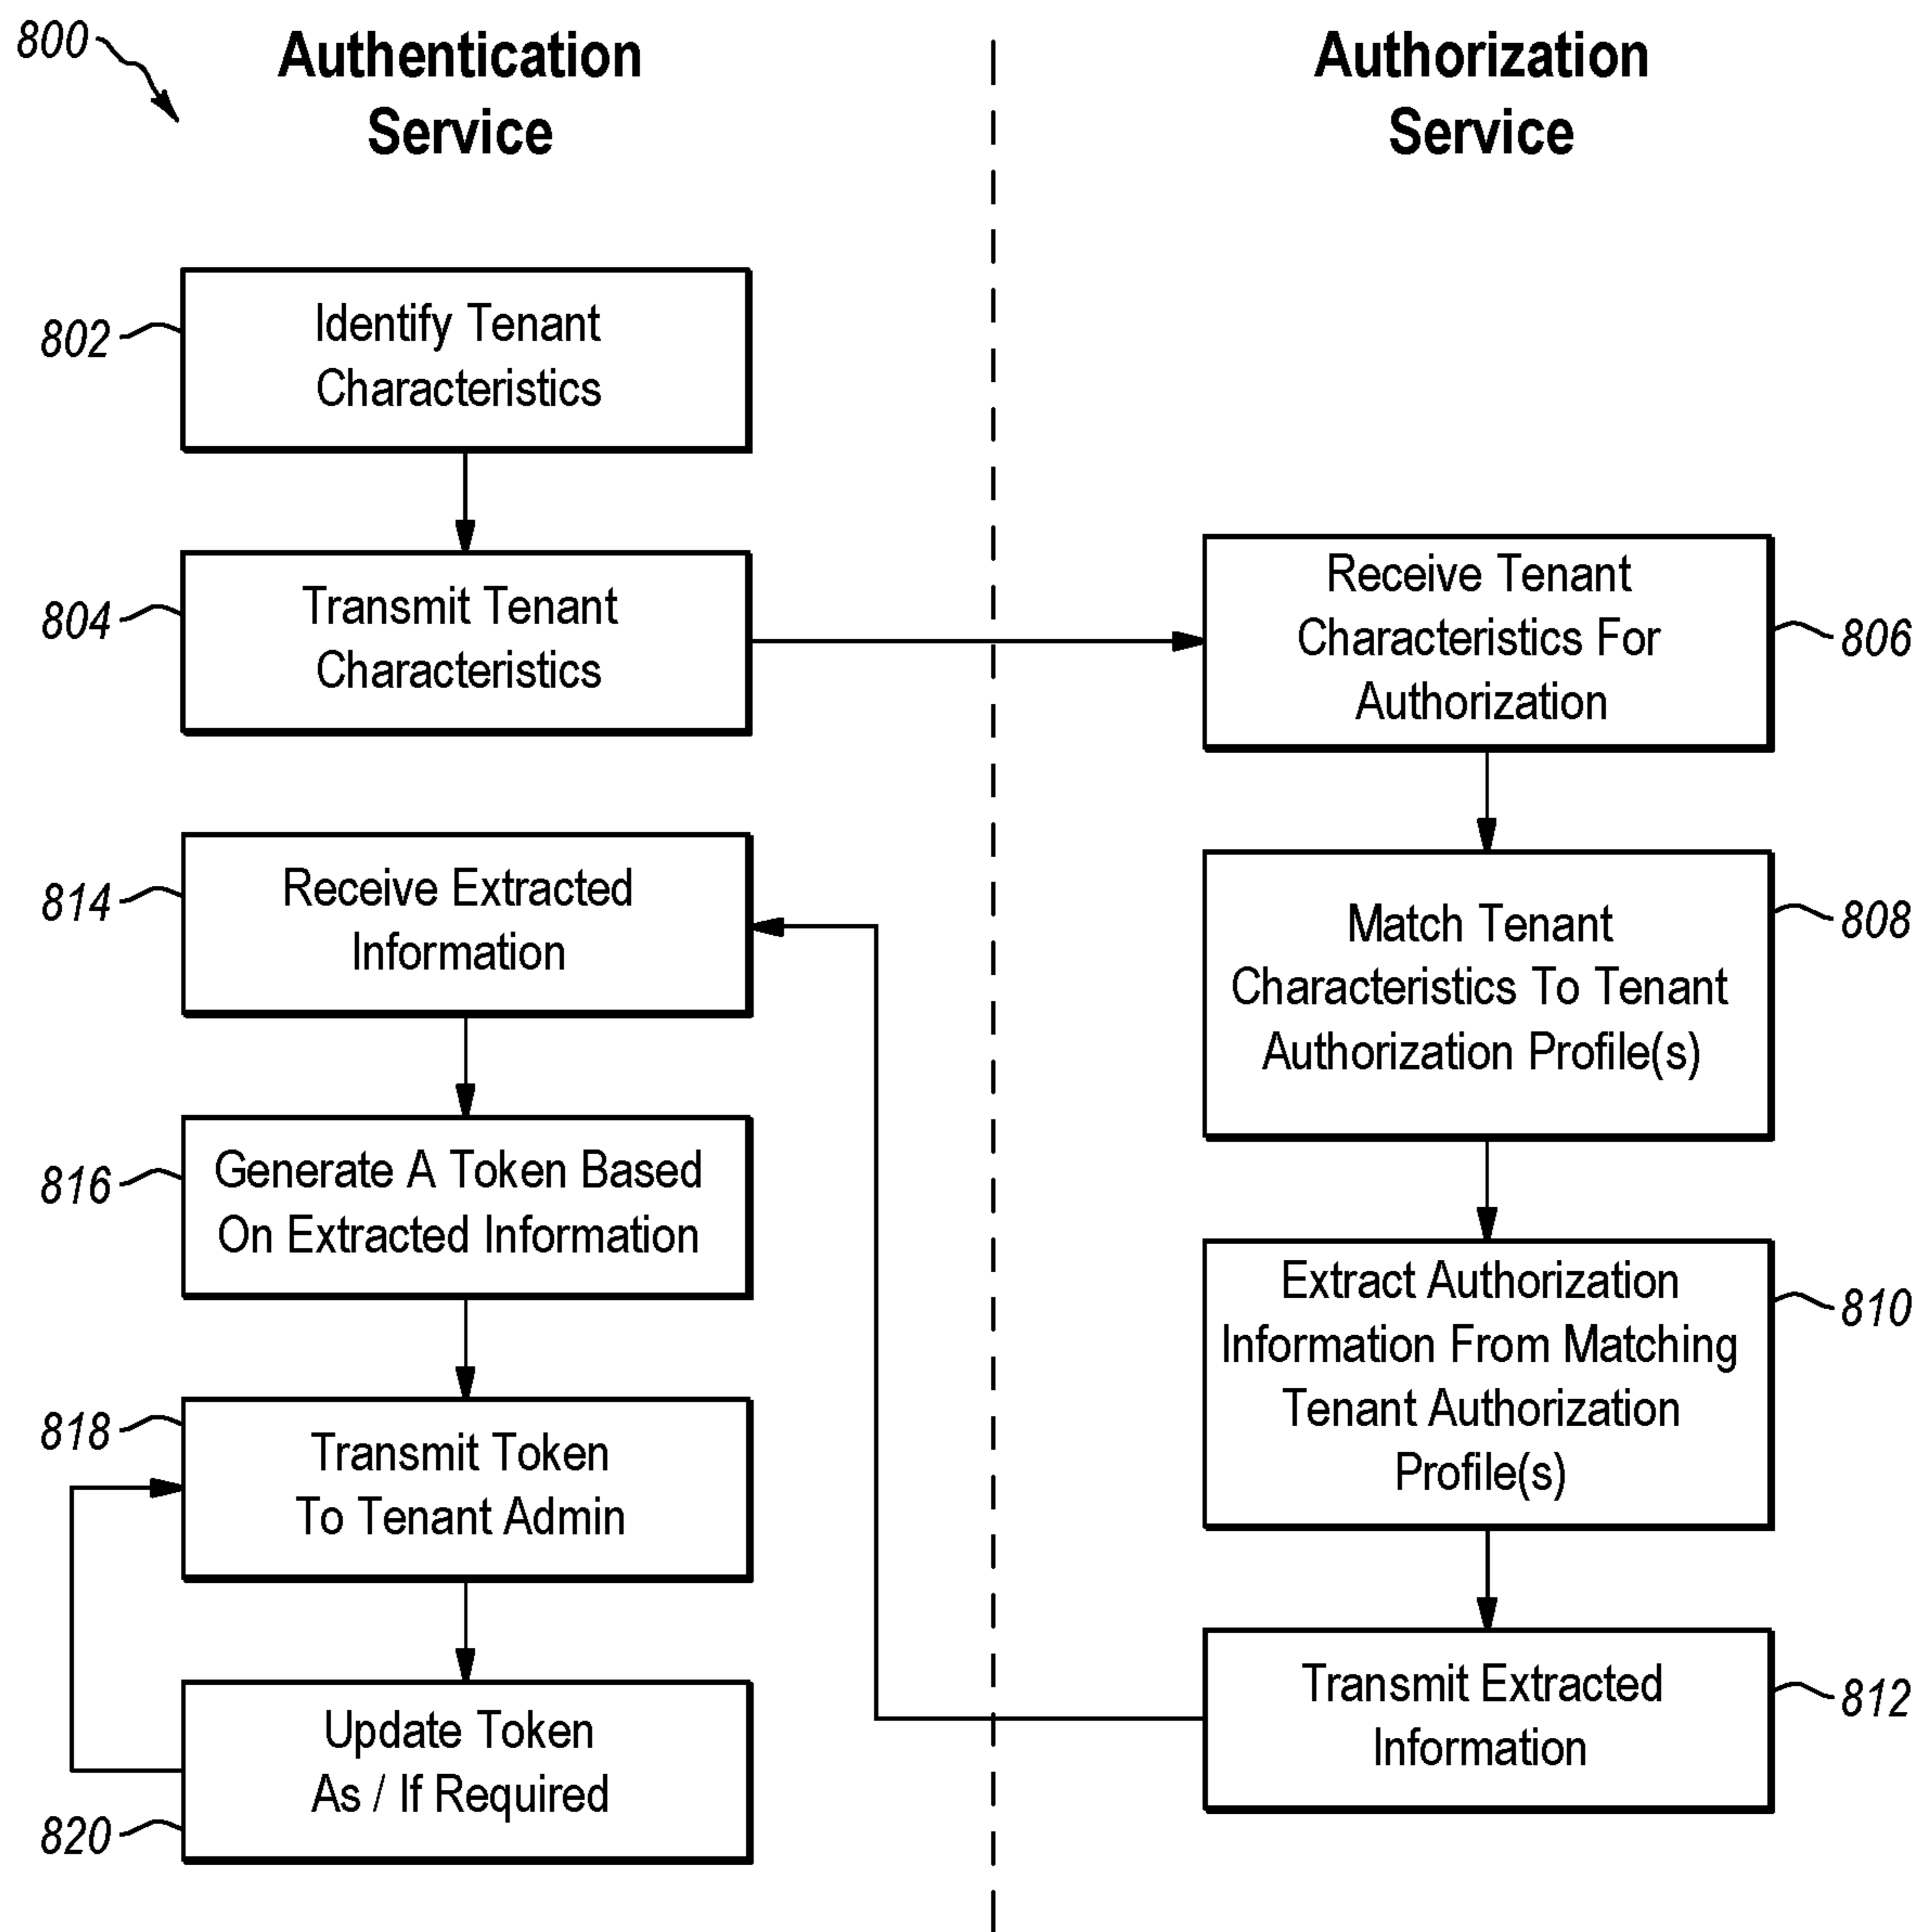 800
Authentication
Service
Authorization
Service
802
Identify Tenant
Characteristics
804
Transmit Tenant
Characteristics
Receive Tenant
Characteristics For
Authorization
806
Match Tenant
Characteristics To Tenant
Authorization Profile(s)
808
Extract Authorization
Information From Matching
Tenant Authorization
Profile(s)
810
Transmit Extracted
Information
812
814
Receive Extracted
Information
816
Generate A Token Based
On Extracted Information
818
Transmit Token
To Tenant Admin
Update Token
As / If Required
820